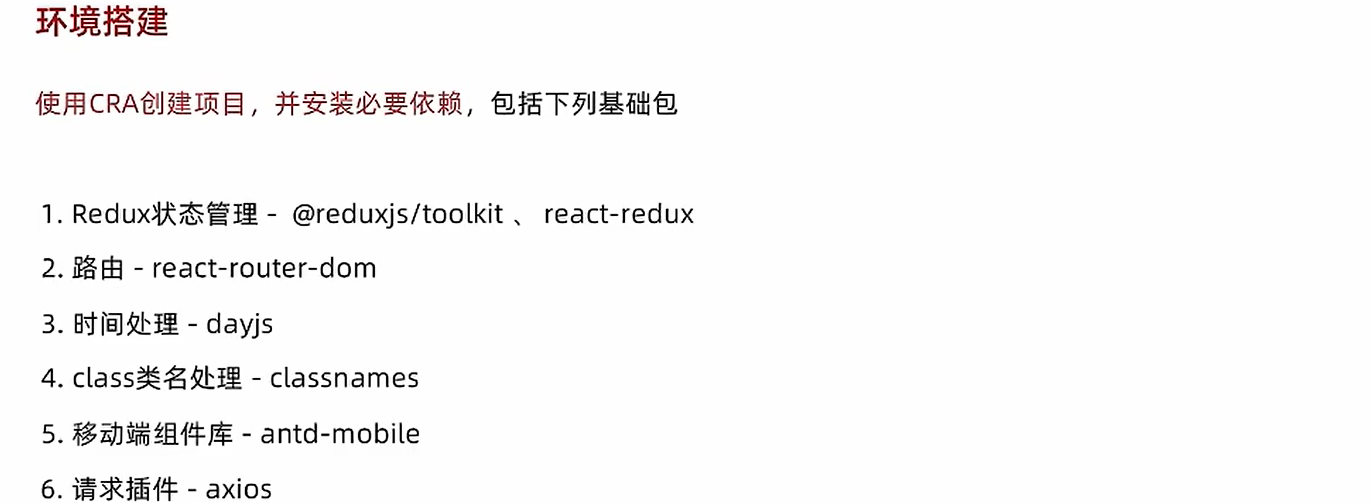 环境搭建
使用CRA创建项目，并安装必要依赖，包括下列基础包
1. Redux状态管理 - @reduxjs/toolkit 、 react-redux
2. 路由 - react-router-dom
3. 时间处理 - dayjs
4. class类名处理 - classnames
5. 移动端组件库 - antd-mobile
6. 请求插件 - axios